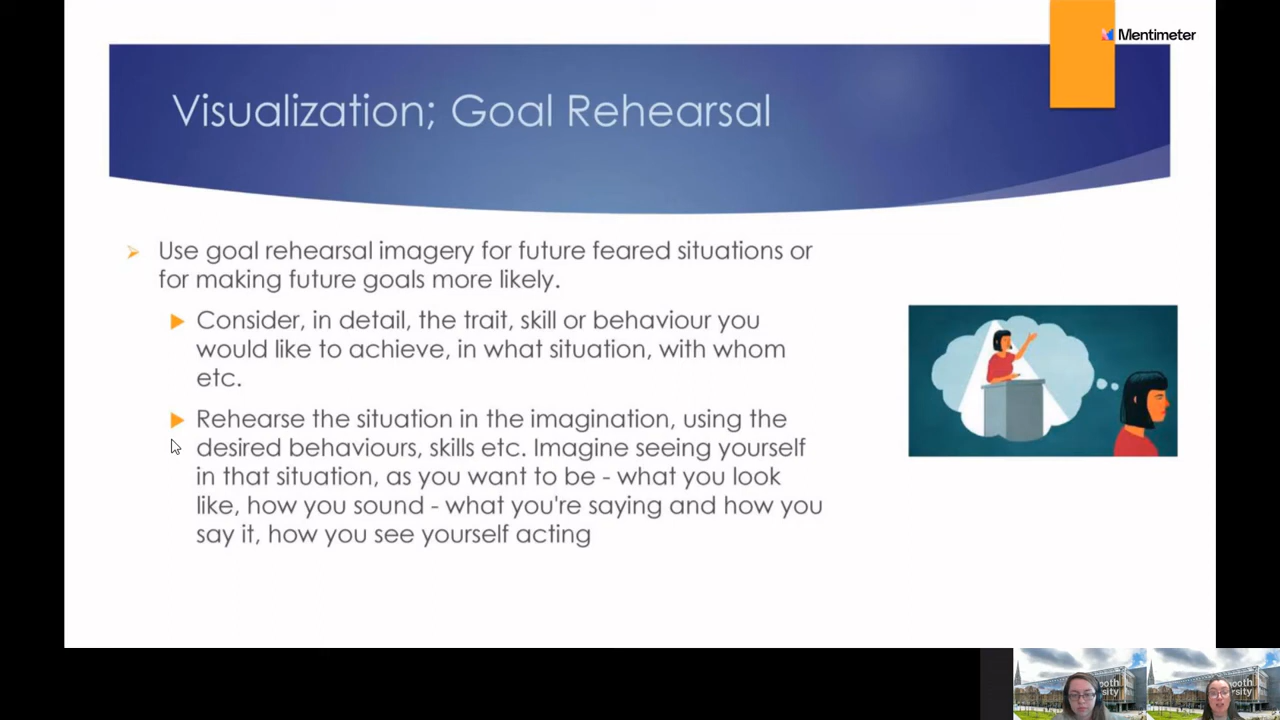 Mentimeter
Visualization; Goal Rehearsal
Use goal rehearsal imagery for future feared situations or
for making future goals more likely.
Consider, in detail, the trait, skill or behaviour you
would like to achieve, in what situation, with whom
etc.
Rehearse the situation in the imagination, using the
desired behaviours, skills etc. Imagine seeing yourself
in that situation, as you want to be - what you look
like, how you sound - what you're saying and how you
say it, how you see yourself acting
ooth
rsity
ooth
rsity